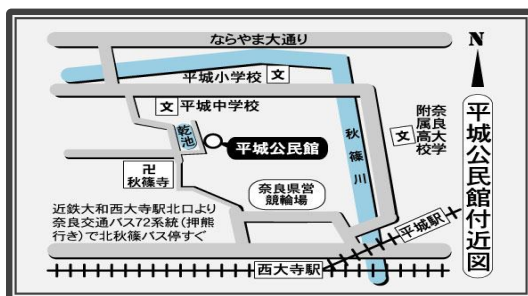 ならやま大通り
N
平城小学校
文
文
平城中学校
奈良大学
附属高校
文
平城公民館付近図
乾池
平城公民館
秋篠川
卍
秋篠寺
奈良県営
競輪場
近鉄大和西大寺駅北口より
奈良交通バス72系統(押熊
行き)で北秋篠バス停すぐ
平城駅
西大寺駅